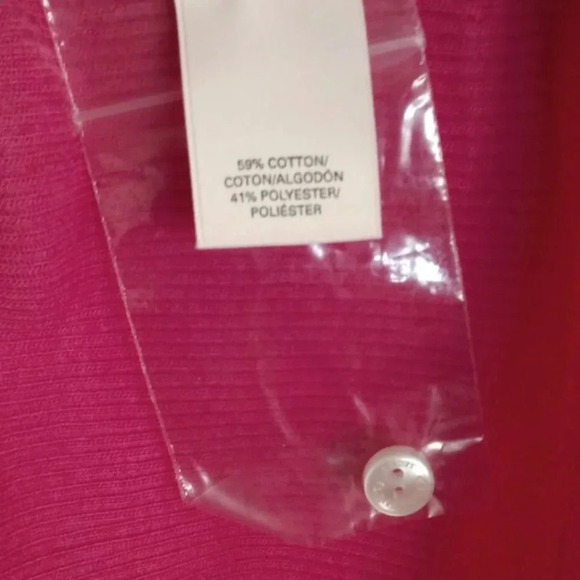 59% COTTON/
COTON/ALGODÓN
41% POLYESTER/
POLIÉSTER